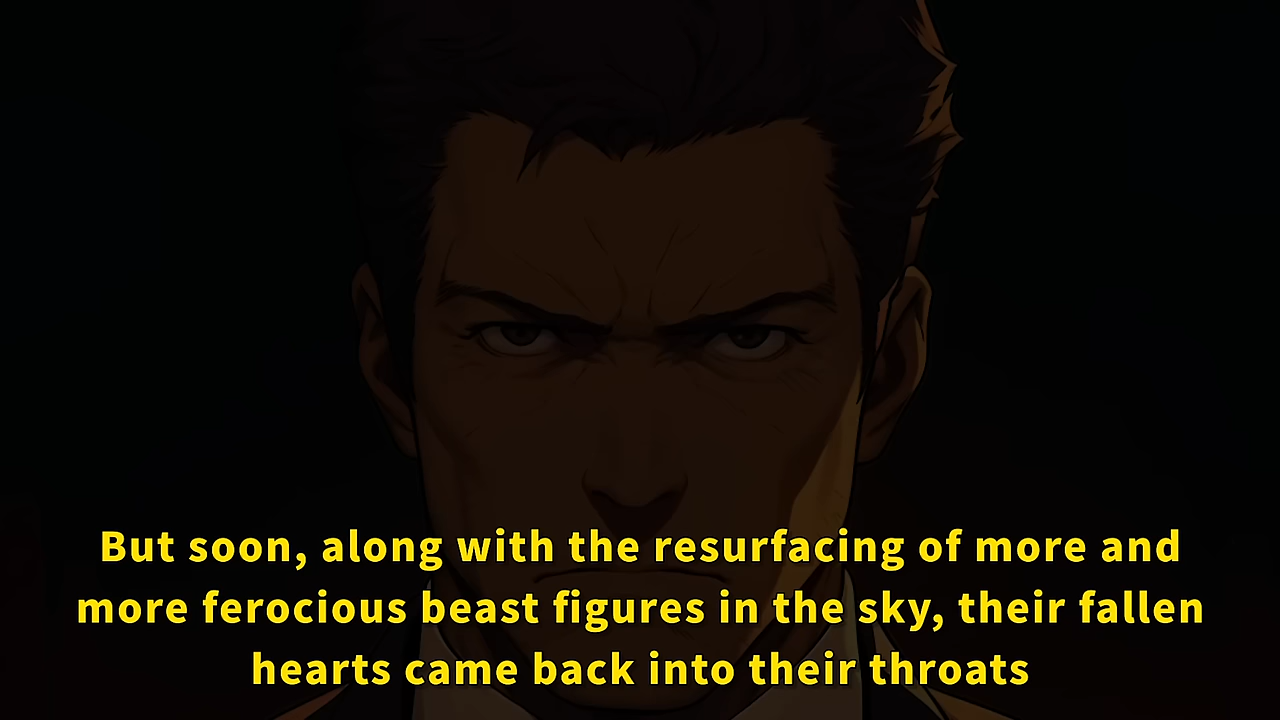 But soon, along with the resurfacing of more and
more ferocious beast figures in the sky, their fallen
hearts came back into their throats